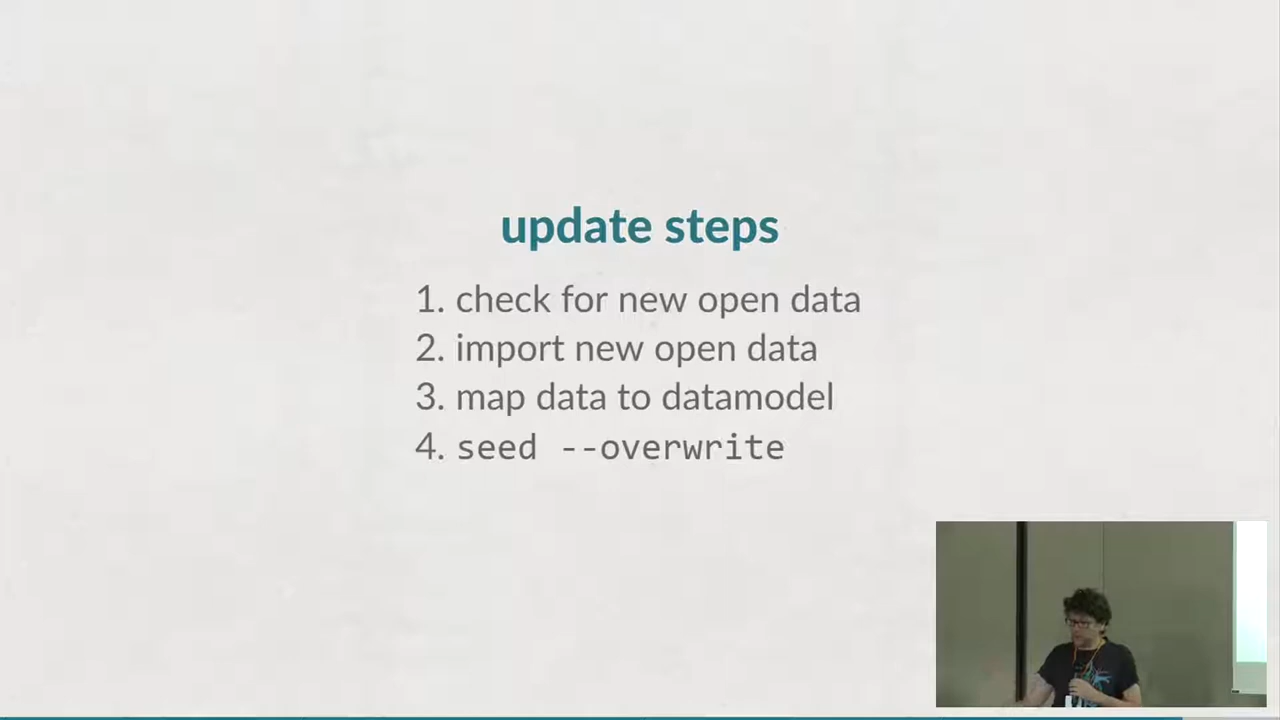 update steps
1. check for new open data
2. import new open data
3. map data to datamodel
4. seed --overwrite